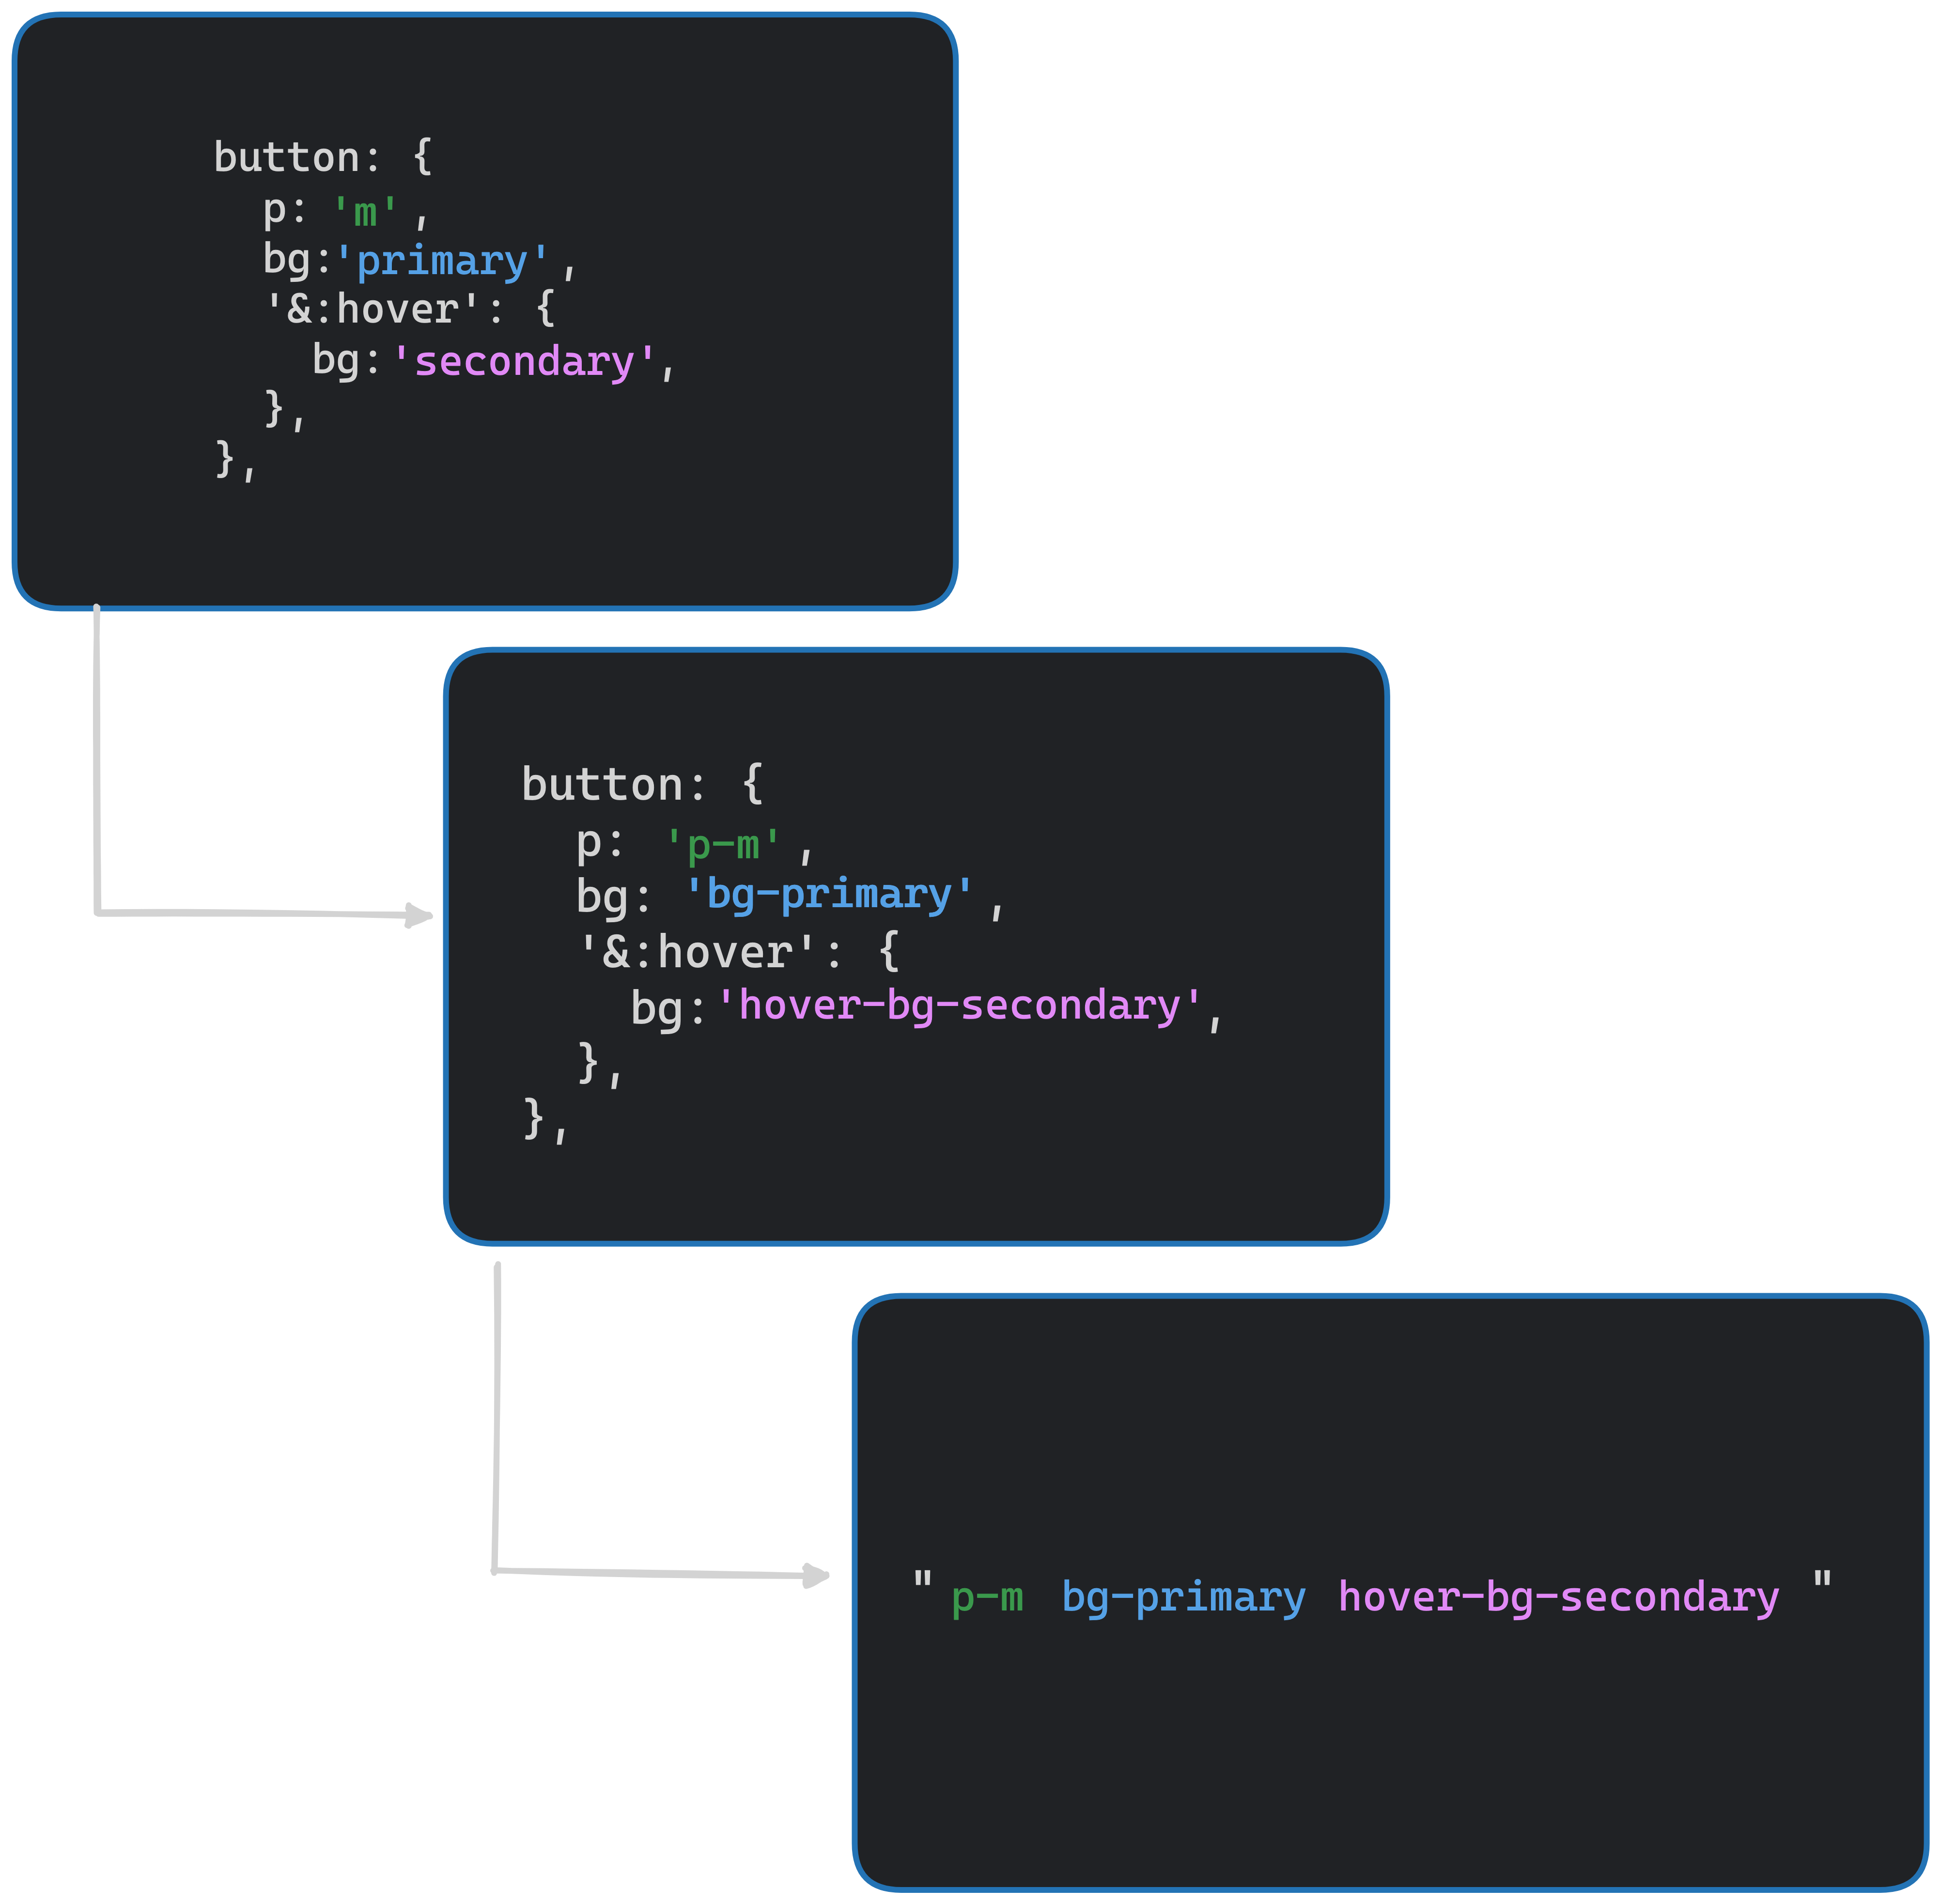 button: {
p: 'm',
bg:'primary',
'&:hover': {
bg:'secondary',
},
},
button: {
p: 'p-m',
bg: 'bg-primary',
'&:hover': {
bg:'hover-bg-secondary',
},
},
"p-m bg-primary hover-bg-secondary "